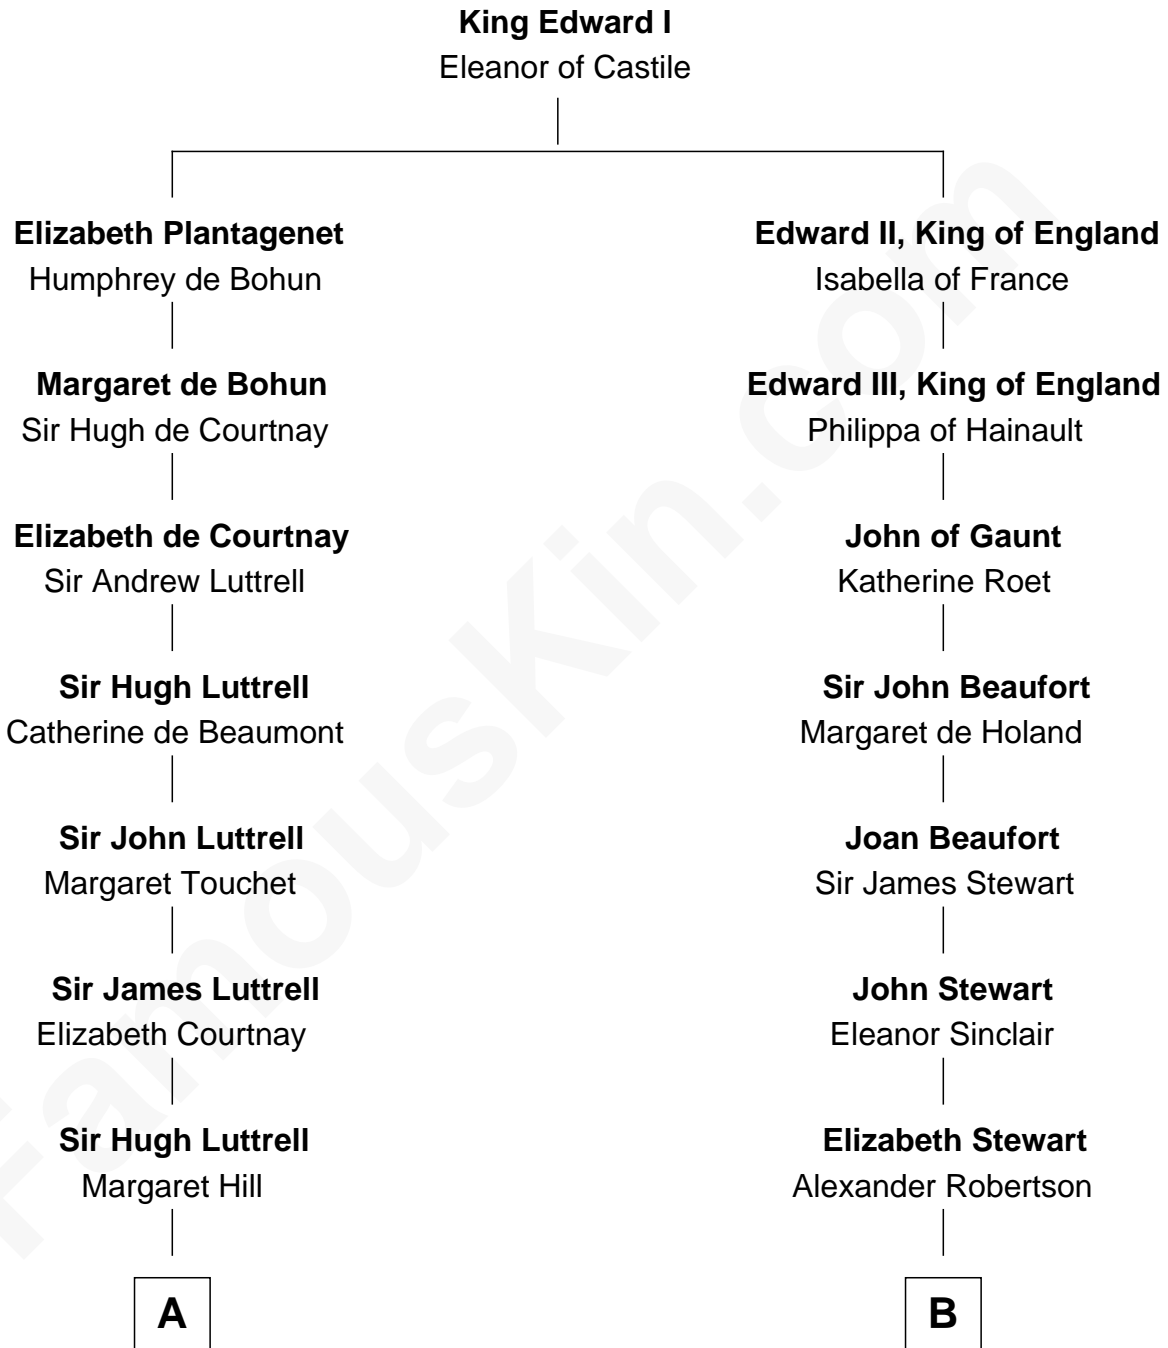 King Edward I
Eleanor of Castile
Elizabeth Plantagenet
Humphrey de Bohun
Margaret de Bohun
Sir Hugh de Courtnay
Elizabeth de Courtnay
Sir Andrew Luttrell
Sir Hugh Luttrell
Catherine de Beaumont
Sir John Luttrell
Margaret Touchet
Sir James Luttrell
Elizabeth Courtnay
Sir Hugh Luttrell
Margaret Hill
A
Edward II, King of England
Isabella of France
Edward III, King of England
Philippa of Hainault
John of Gaunt
Katherine Roet
Sir John Beaufort
Margaret de Holand
Joan Beaufort
Sir James Stewart
John Stewart
Eleanor Sinclair
Elizabeth Stewart
Alexander Robertson
B
FamousKin.com